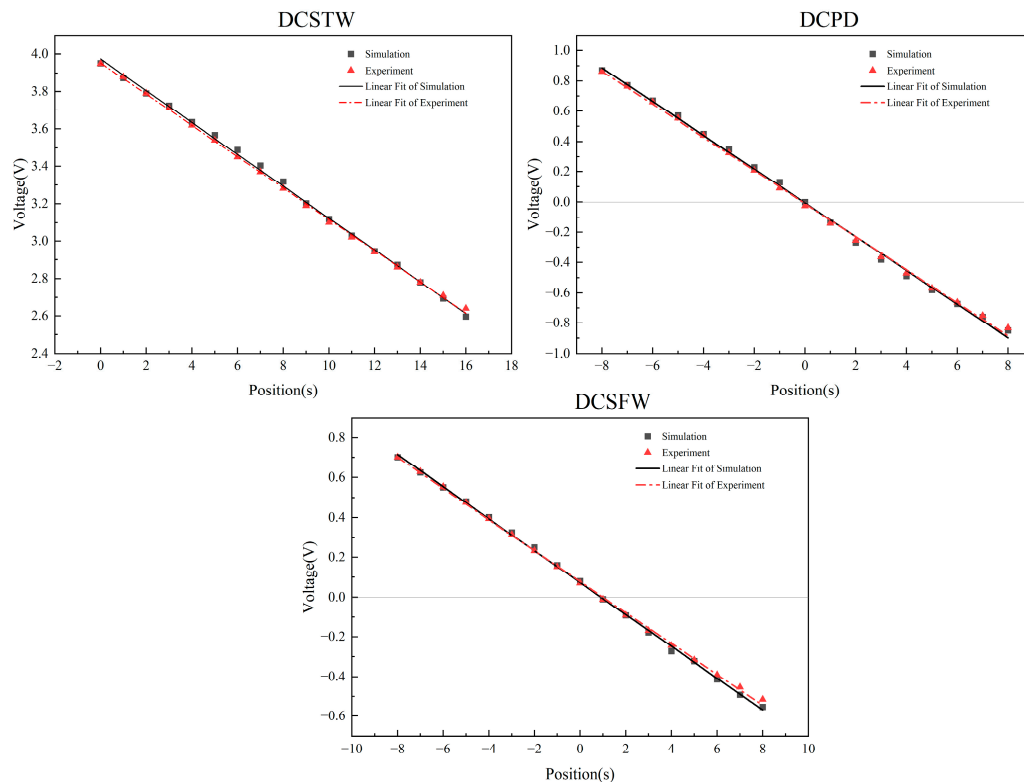 DCSTW
Simulation
Experiment
Linear Fit of Simulation
Linear Fit of Experiment
Voltage(V)
4.0
3.8
3.6
3.4
3.2
3.0
2.8
2.6
2.4
−2 0 2 4 6 8 10 12 14 16 18
Position(s)
DCPD
Simulation
Experiment
Linear Fit of Simulation
Linear Fit of Experiment
Voltage(V)
1.0
0.8
0.6
0.4
0.2
0.0
−0.2
−0.4
−0.6
−0.8
−1.0
−8 −6 −4 −2 0 2 4 6 8
Position(s)
DCSFW
Simulation
Experiment
Linear Fit of Simulation
Linear Fit of Experiment
Voltage(V)
0.8
0.6
0.4
0.2
0.0
−0.2
−0.4
−0.6
−10 −8 −6 −4 −2 0 2 4 6 8 10
Position(s)